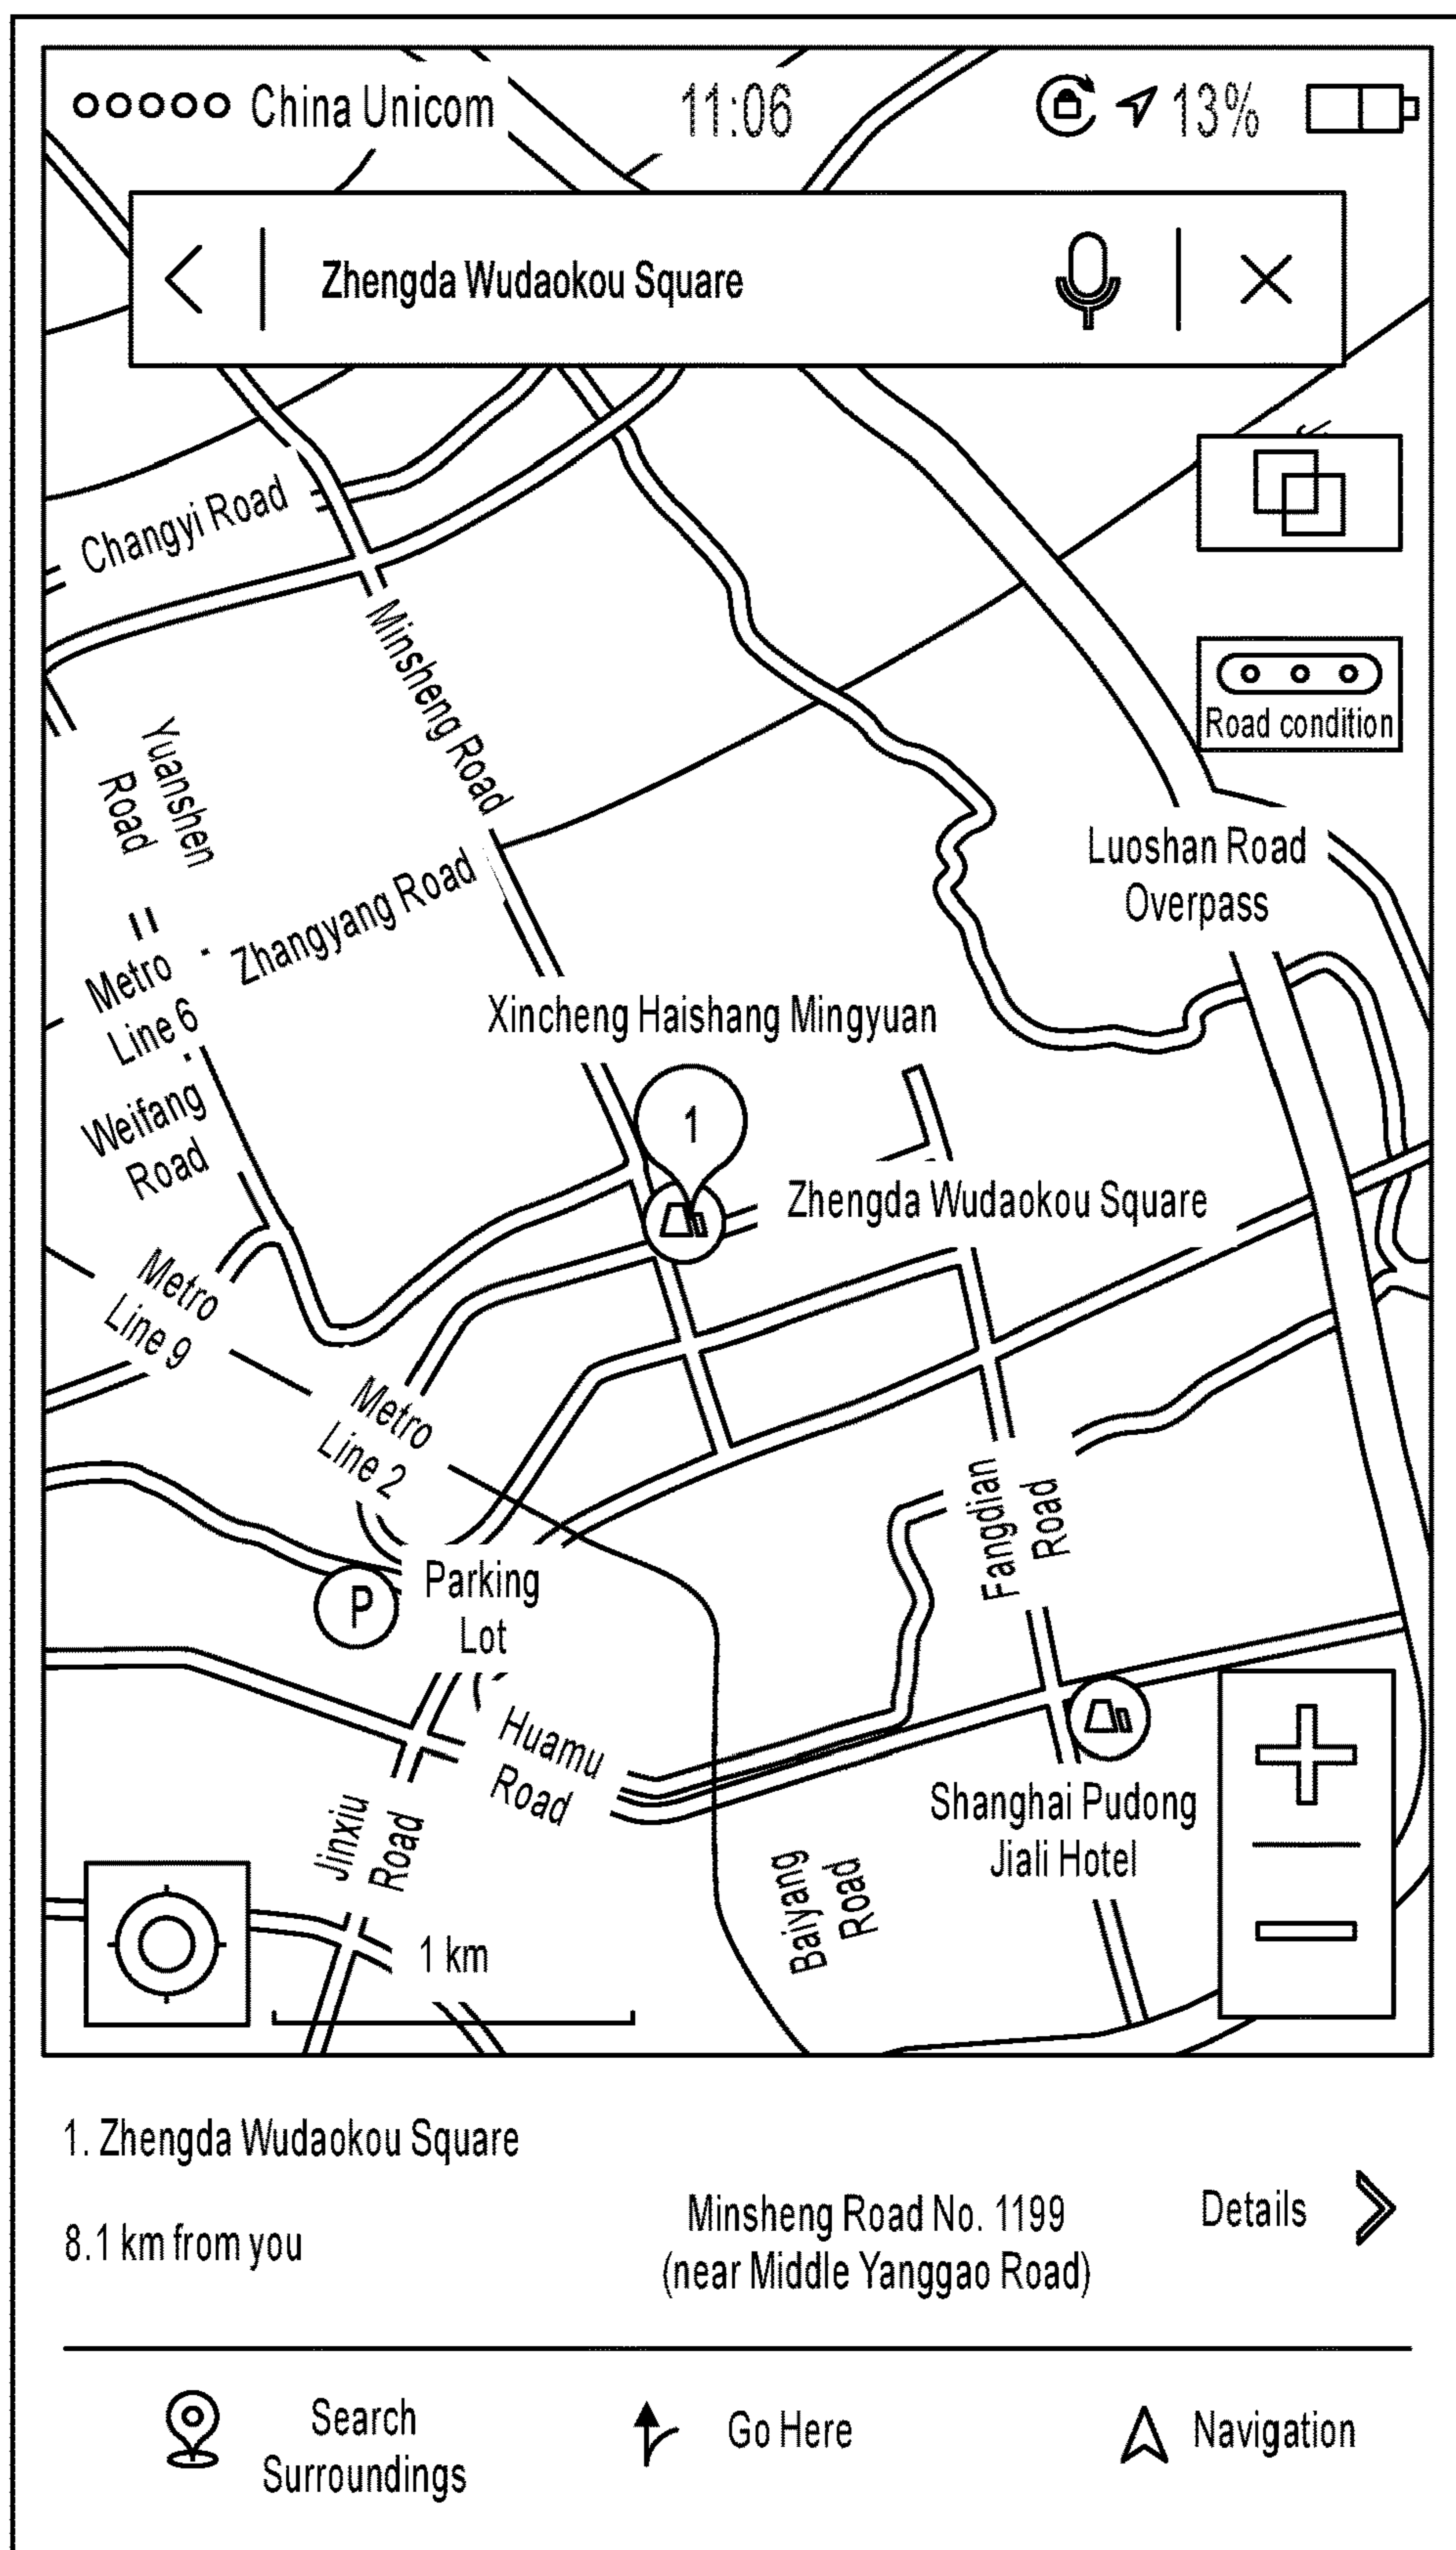 China Unicom 11:06 13%
Zhengda Wudaokou Square
Changyi Road
Minsheng Road
Road condition
Yuanshen
Road
Luoshan Road
Overpass
Zhangyang Road
Metro
Line 6
Xincheng Haishang Mingyuan
Weifang
Road
1
Zhengda Wudaokou Square
Metro
Line 9
Metro
Line 2
Fangdian
Road
P
Parking
Lot
Huamu
Road
Jinxiu
Road
Shanghai Pudong
Jiali Hotel
Baiyang
Road
1 km
1. Zhengda Wudaokou Square
8.1 km from you
Minsheng Road No. 1199
(near Middle Yanggao Road)
Details
Search
Surroundings
Go Here
Navigation